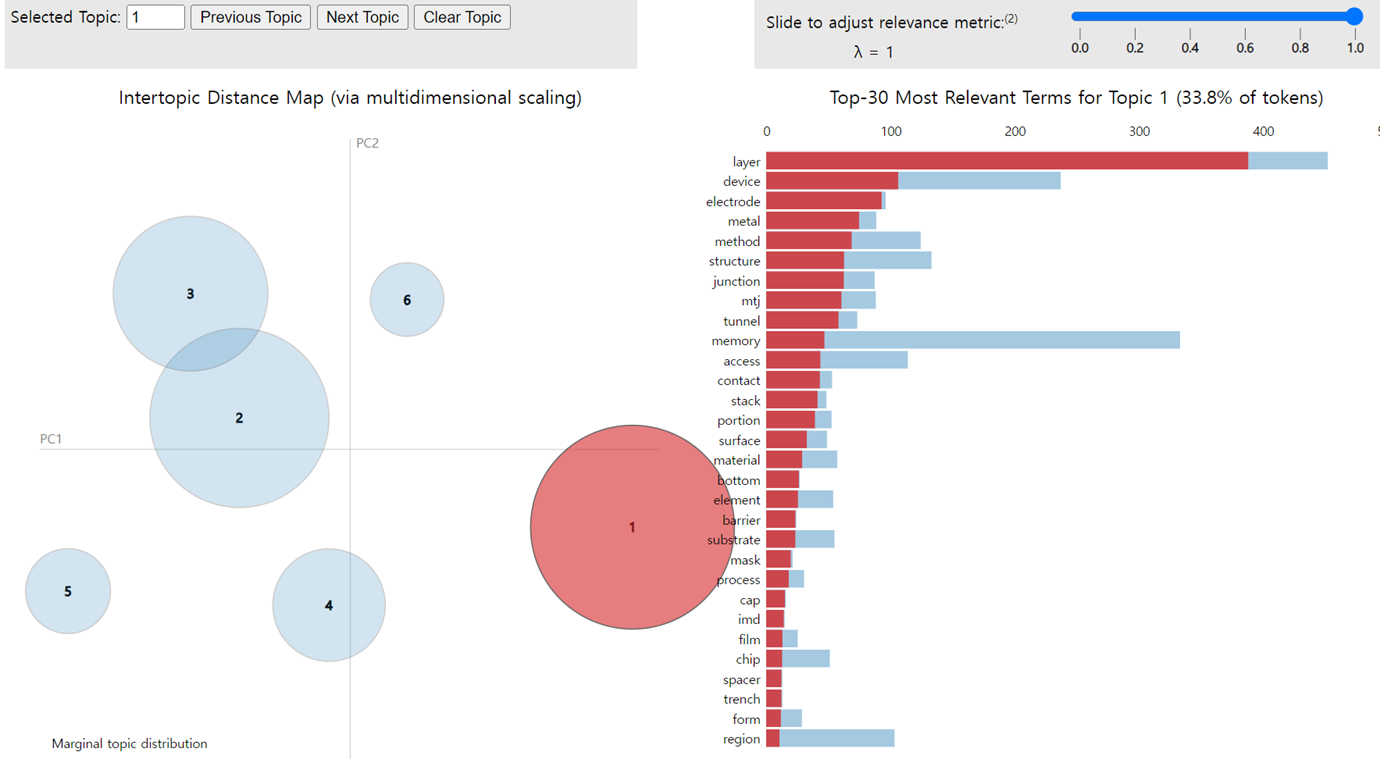 Selected Topic: 1 Previous Topic Next Topic Clear Topic
Slide to adjust relevance metric:(2)
λ = 1
0.0 0.2 0.4 0.6 0.8 1.0
Intertopic Distance Map (via multidimensional scaling)
PC2
PC1
3
6
2
1
5
4
Marginal topic distribution
Top-30 Most Relevant Terms for Topic 1 (33.8% of tokens)
0 100 200 300 400
layer
device
electrode
metal
method
structure
junction
mtj
tunnel
memory
access
contact
stack
portion
surface
material
bottom
element
barrier
substrate
mask
process
cap
imd
film
chip
spacer
trench
form
region